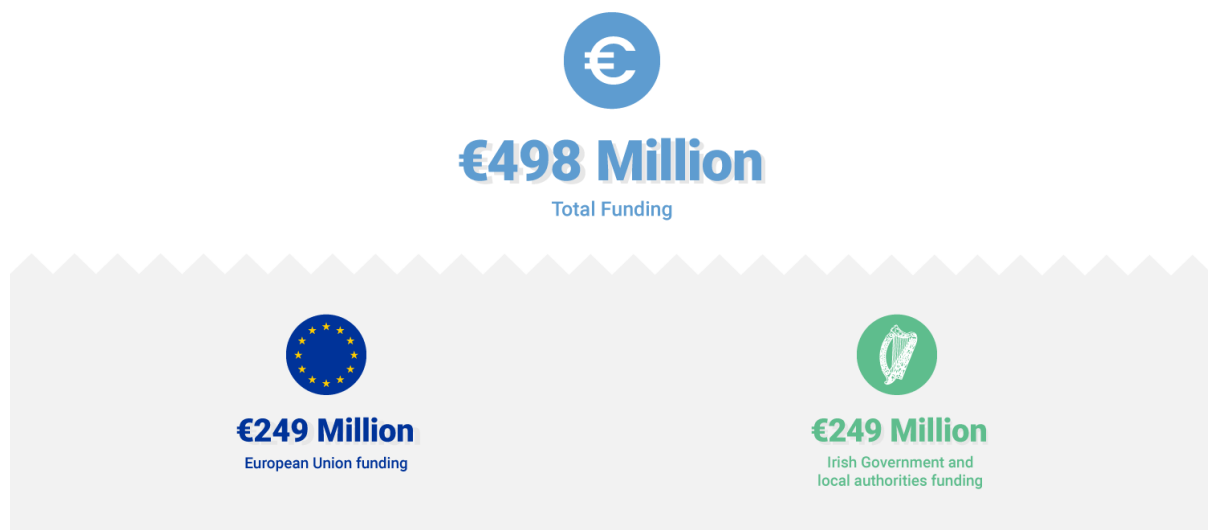 €
€498 Million
Total Funding
€249 Million
European Union funding
€249 Million
Irish Government and
local authorities funding